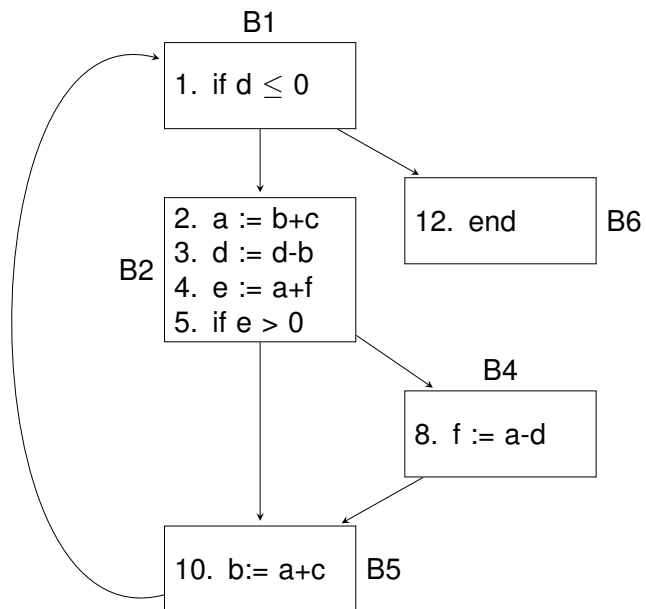 B1
1. if d ≤ 0
2. a := b+c
3. d := d-b
4. e := a+f
5. if e > 0
B2
12. end
B6
B4
8. f := a-d
10. b:= a+c
B5